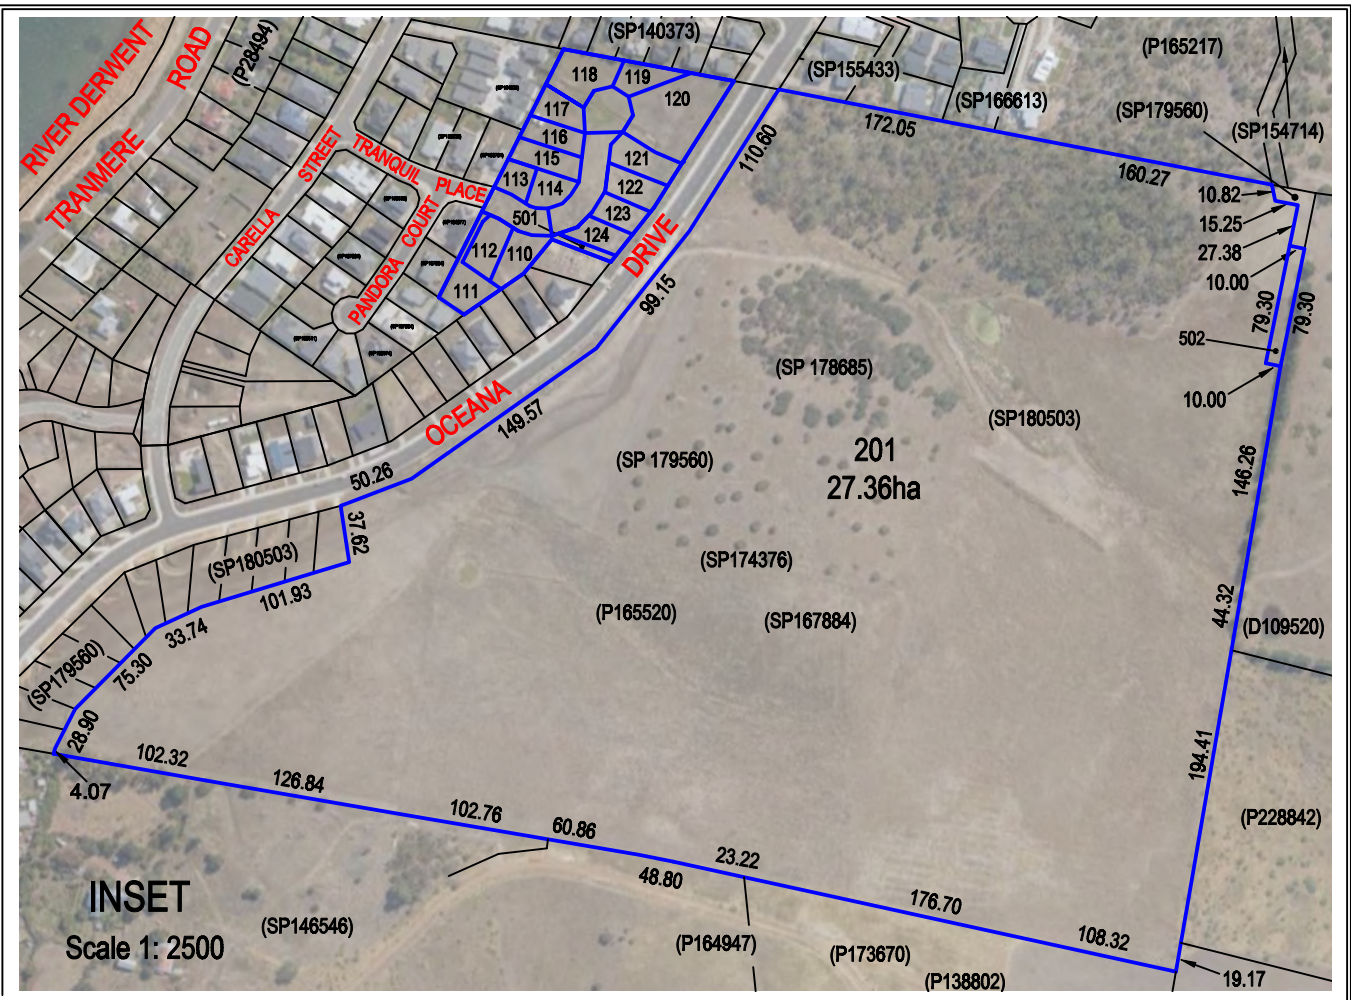 RIVER DERWENT
TRANMERE
ROAD
(P28494)
CARELLA
STREET
TRANQUIL
PLACE
PANDORA
COURT
OCEANA
DRIVE
(SP140373)
118
119
120
117
116
115
113
114
121
122
123
124
501
112
110
111
(SP155433)
(SP166613)
(P165217)
(SP179560)
(SP154714)
172.05
160.27
110.60
99.15
149.57
50.26
37.62
10.82
15.25
27.38
10.00
79.30
79.30
502
10.00
146.26
44.32
(D109520)
194.41
(P228842)
(SP 178685)
(SP180503)
(SP 179560)
201
27.36ha
(SP174376)
(P165520)
(SP167884)
(SP180503)
101.93
33.74
(SP179560)
75.30
28.90
4.07
102.32
126.84
102.76
60.86
48.80
23.22
176.70
108.32
19.17
INSET
Scale 1: 2500
(SP146546)
(P164947)
(P173670)
(P138802)